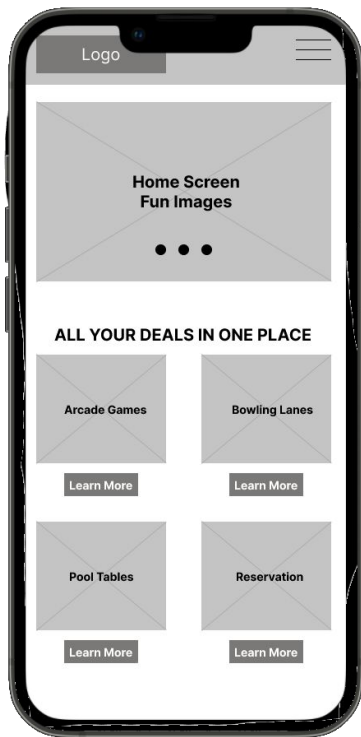 Logo
Home Screen
Fun Images
ALL YOUR DEALS IN ONE PLACE
Arcade Games
Bowling Lanes
Learn More
Learn More
Pool Tables
Reservation
Learn More
Learn More